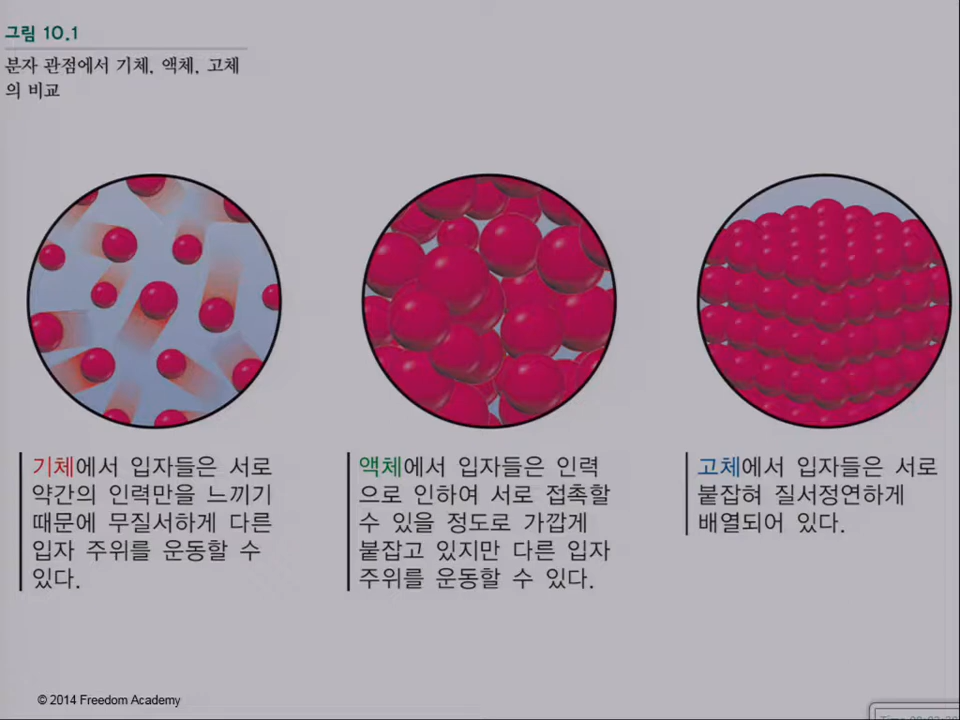 그림 10.1
분자 관점에서 기체, 액체, 고체
의 비교
기체에서 입자들은 서로
약간의 인력만을 느끼기
때문에 무질서하게 다른
입자 주위를 운동할 수
있다.
액체에서 입자들은 인력
으로 인하여 서로 접촉할
수 있을 정도로 가깝게
붙잡고 있지만 다른 입자
주위를 운동할 수 있다.
고체에서 입자들은 서로
붙잡혀 질서정연하게
배열되어 있다.
© 2014 Freedom Academy